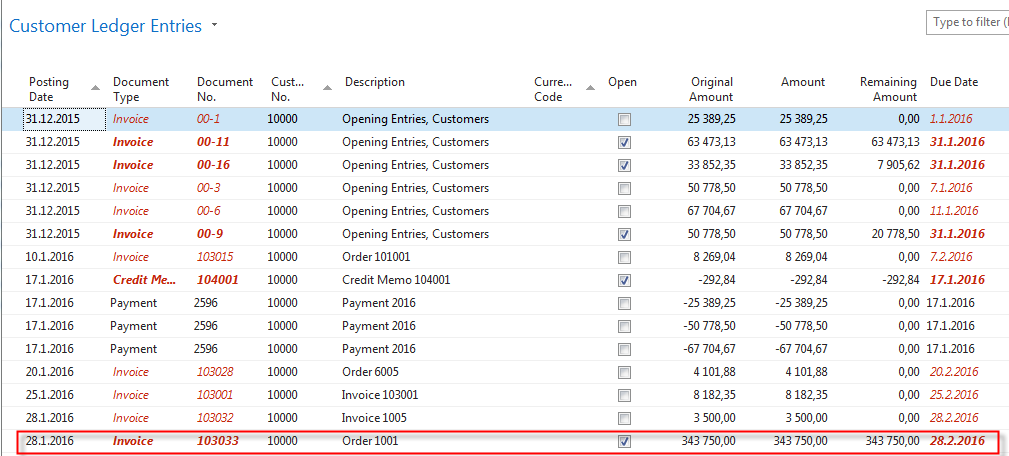 Customer Ledger Entries
Type to filter (
Posting Date Document Type Document No. Cust... No. Description Curre... Code Open Original Amount Amount Remaining Amount Due Date
31.12.2015 Invoice 00-1 10000 Opening Entries, Customers 25 389,25 25 389,25 0,00 1.1.2016
31.12.2015 Invoice 00-11 10000 Opening Entries, Customers 63 473,13 63 473,13 63 473,13 31.1.2016
31.12.2015 Invoice 00-16 10000 Opening Entries, Customers 33 852,35 33 852,35 7 905,62 31.1.2016
31.12.2015 Invoice 00-3 10000 Opening Entries, Customers 50 778,50 50 778,50 0,00 7.1.2016
31.12.2015 Invoice 00-6 10000 Opening Entries, Customers 67 704,67 67 704,67 0,00 11.1.2016
31.12.2015 Invoice 00-9 10000 Opening Entries, Customers 50 778,50 50 778,50 20 778,50 31.1.2016
10.1.2016 Invoice 103015 10000 Order 101001 8 269,04 8 269,04 0,00 7.2.2016
17.1.2016 Credit Me... 104001 10000 Credit Memo 104001 -292,84 -292,84 -292,84 17.1.2016
17.1.2016 Payment 2596 10000 Payment 2016 -25 389,25 -25 389,25 0,00 17.1.2016
17.1.2016 Payment 2596 10000 Payment 2016 -50 778,50 -50 778,50 0,00 17.1.2016
17.1.2016 Payment 2596 10000 Payment 2016 -67 704,67 -67 704,67 0,00 17.1.2016
20.1.2016 Invoice 103028 10000 Order 6005 4 101,88 4 101,88 0,00 20.2.2016
25.1.2016 Invoice 103001 10000 Invoice 103001 8 182,35 8 182,35 0,00 25.2.2016
28.1.2016 Invoice 103032 10000 Invoice 1005 3 500,00 3 500,00 0,00 28.2.2016
28.1.2016 Invoice 103033 10000 Order 1001 343 750,00 343 750,00 343 750,00 28.2.2016